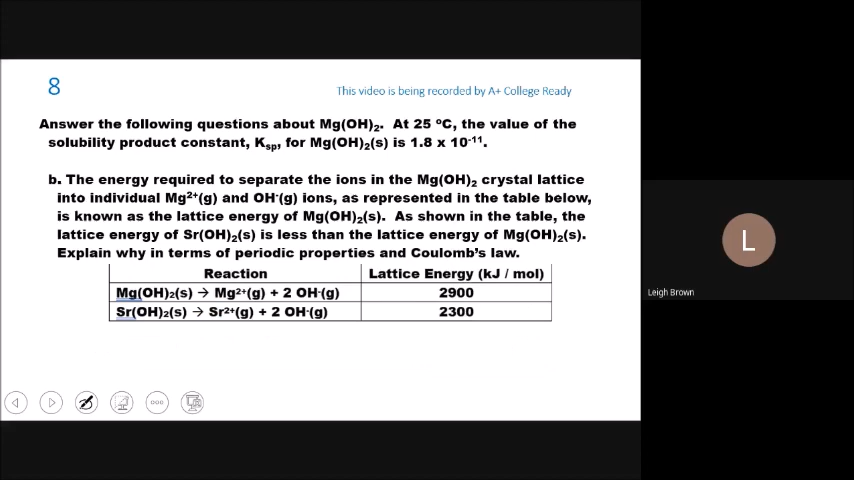 8
This video is being recorded by A+ College Ready
Answer the following questions about Mg(OH)₂. At 25 ºC, the value of the
solubility product constant, Kₛₚ, for Mg(OH)₂(s) is 1.8 x 10⁻¹¹.
b. The energy required to separate the ions in the Mg(OH)₂ crystal lattice
into individual Mg²⁺(g) and OH⁻(g) ions, as represented in the table below,
is known as the lattice energy of Mg(OH)₂(s). As shown in the table, the
lattice energy of Sr(OH)₂(s) is less than the lattice energy of Mg(OH)₂(s).
Explain why in terms of periodic properties and Coulomb's law.
Reaction Lattice Energy (kJ / mol)
Mg(OH)₂(s) → Mg²⁺(g) + 2 OH⁻(g) 2900
Sr(OH)₂(s) → Sr²⁺(g) + 2 OH⁻(g) 2300
L
Leigh Brown